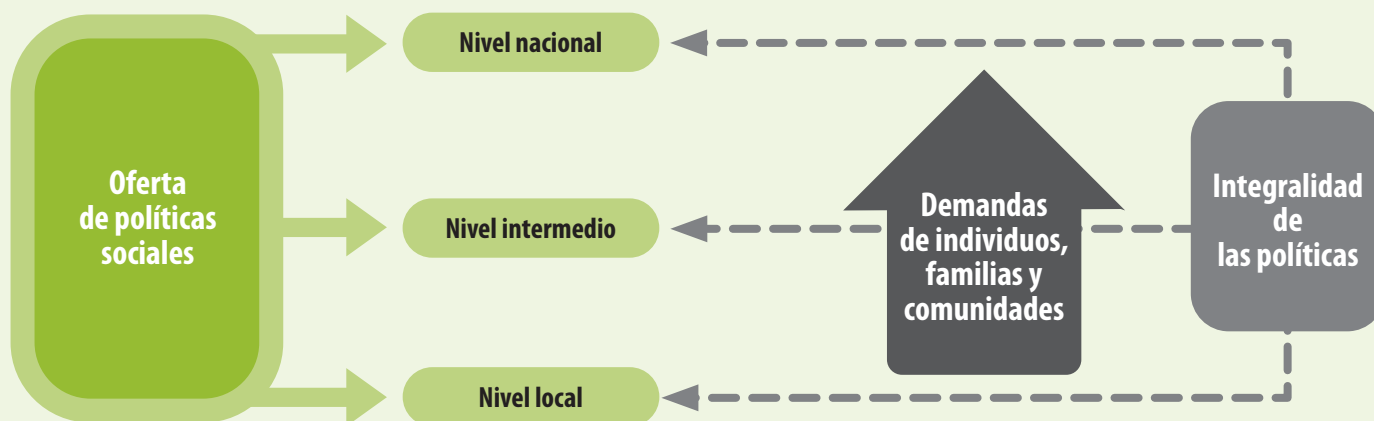 Oferta
de políticas
sociales
Nivel nacional
Nivel intermedio
Nivel local
Demandas
de individuos,
familias y
comunidades
Integralidad
de
las políticas